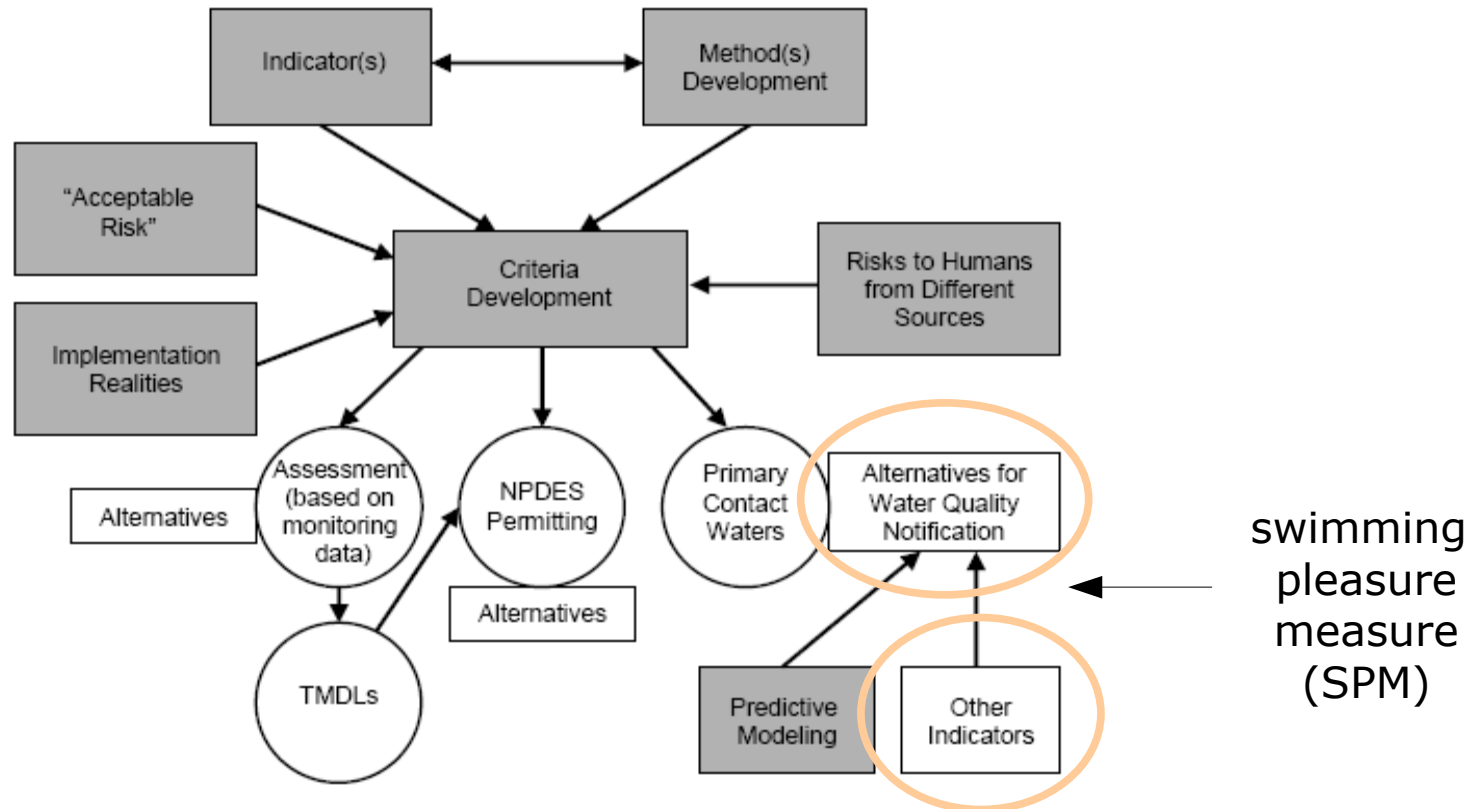 Indicator(s)
Method(s)
Development
"Acceptable
Risk"
Criteria
Development
Risks to Humans
from Different
Sources
Implementation
Realities
Alternatives
Assessment
(based on
monitoring
data)
NPDES
Permitting
Alternatives
Primary
Contact
Waters
Alternatives for
Water Quality
Notification
swimming
pleasure
measure
(SPM)
TMDLs
Predictive
Modeling
Other
Indicators